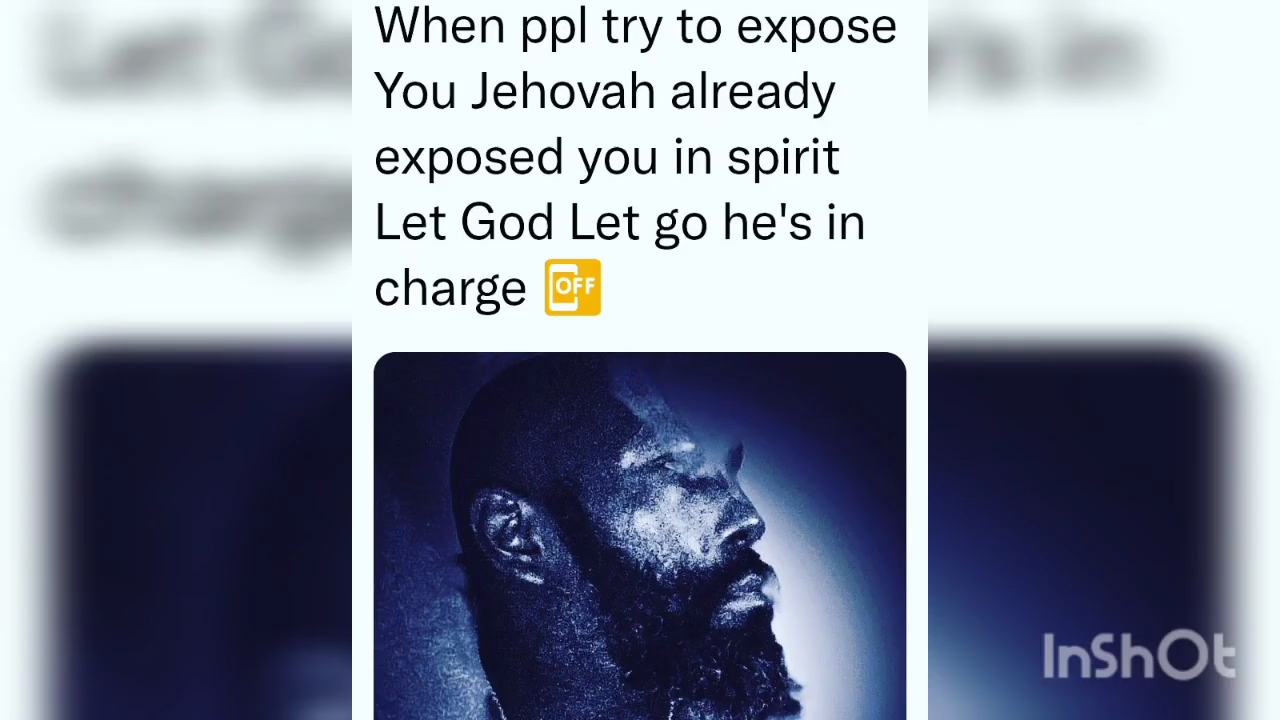 When ppl try to expose
You Jehovah already
exposed you in spirit
Let God Let go he's in
charge 📴
InShOt